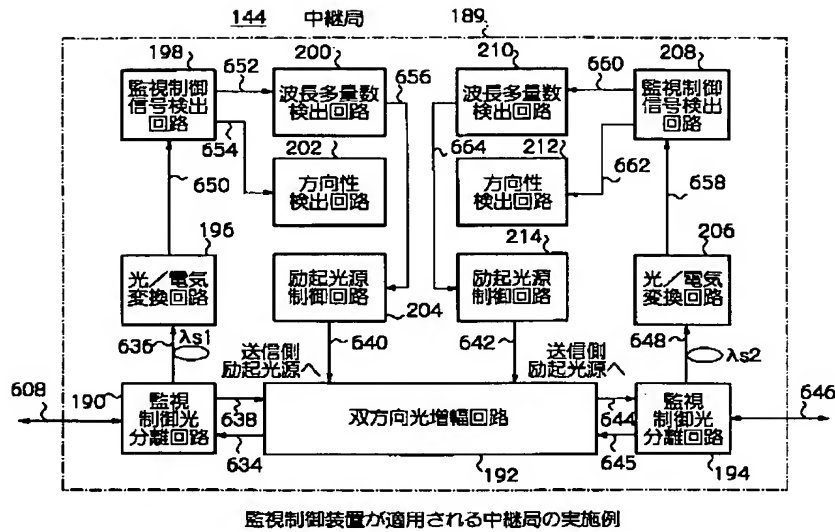 144 中継局
189
198
監視制御
信号検出
回路
652
654
200
波長多量数
検出回路
656
210
波長多量数
検出回路
660
208
監視制御
信号検出
回路
202
方向性
検出回路
664
212
方向性
検出回路
662
650
658
196
光/電気
変換回路
励起光源
制御回路
204
214
励起光源
制御回路
206
光/電気
変換回路
636
λs1
640
送信側
励起光源へ
642
送信側
励起光源へ
648
λs2
608
190
監視
制御光
分離回路
638
634
双方向光増幅回路
192
644
645
監視
制御光
分離回路
194
646
監視制御装置が適用される中継局の実施例